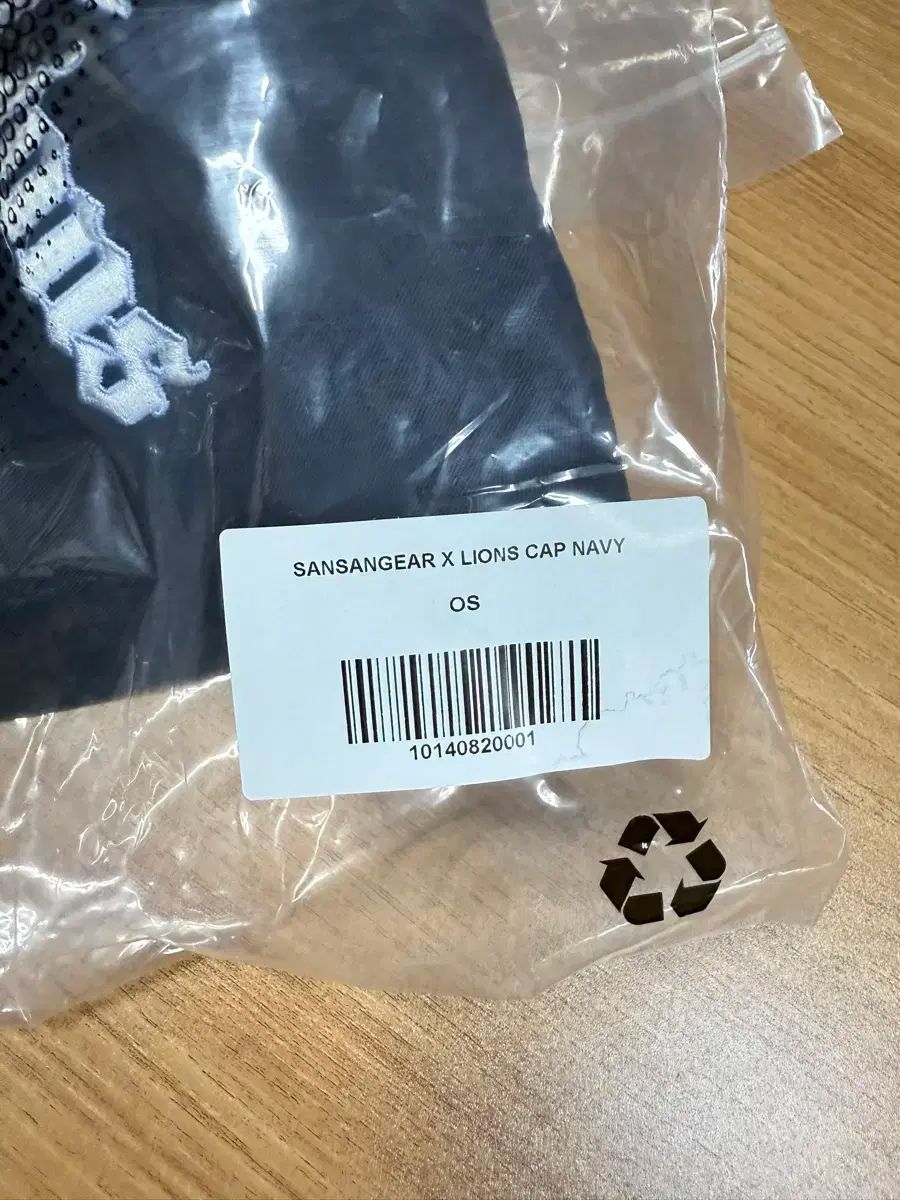 SANSANGEAR X LIONS CAP NAVY
OS
10140820001